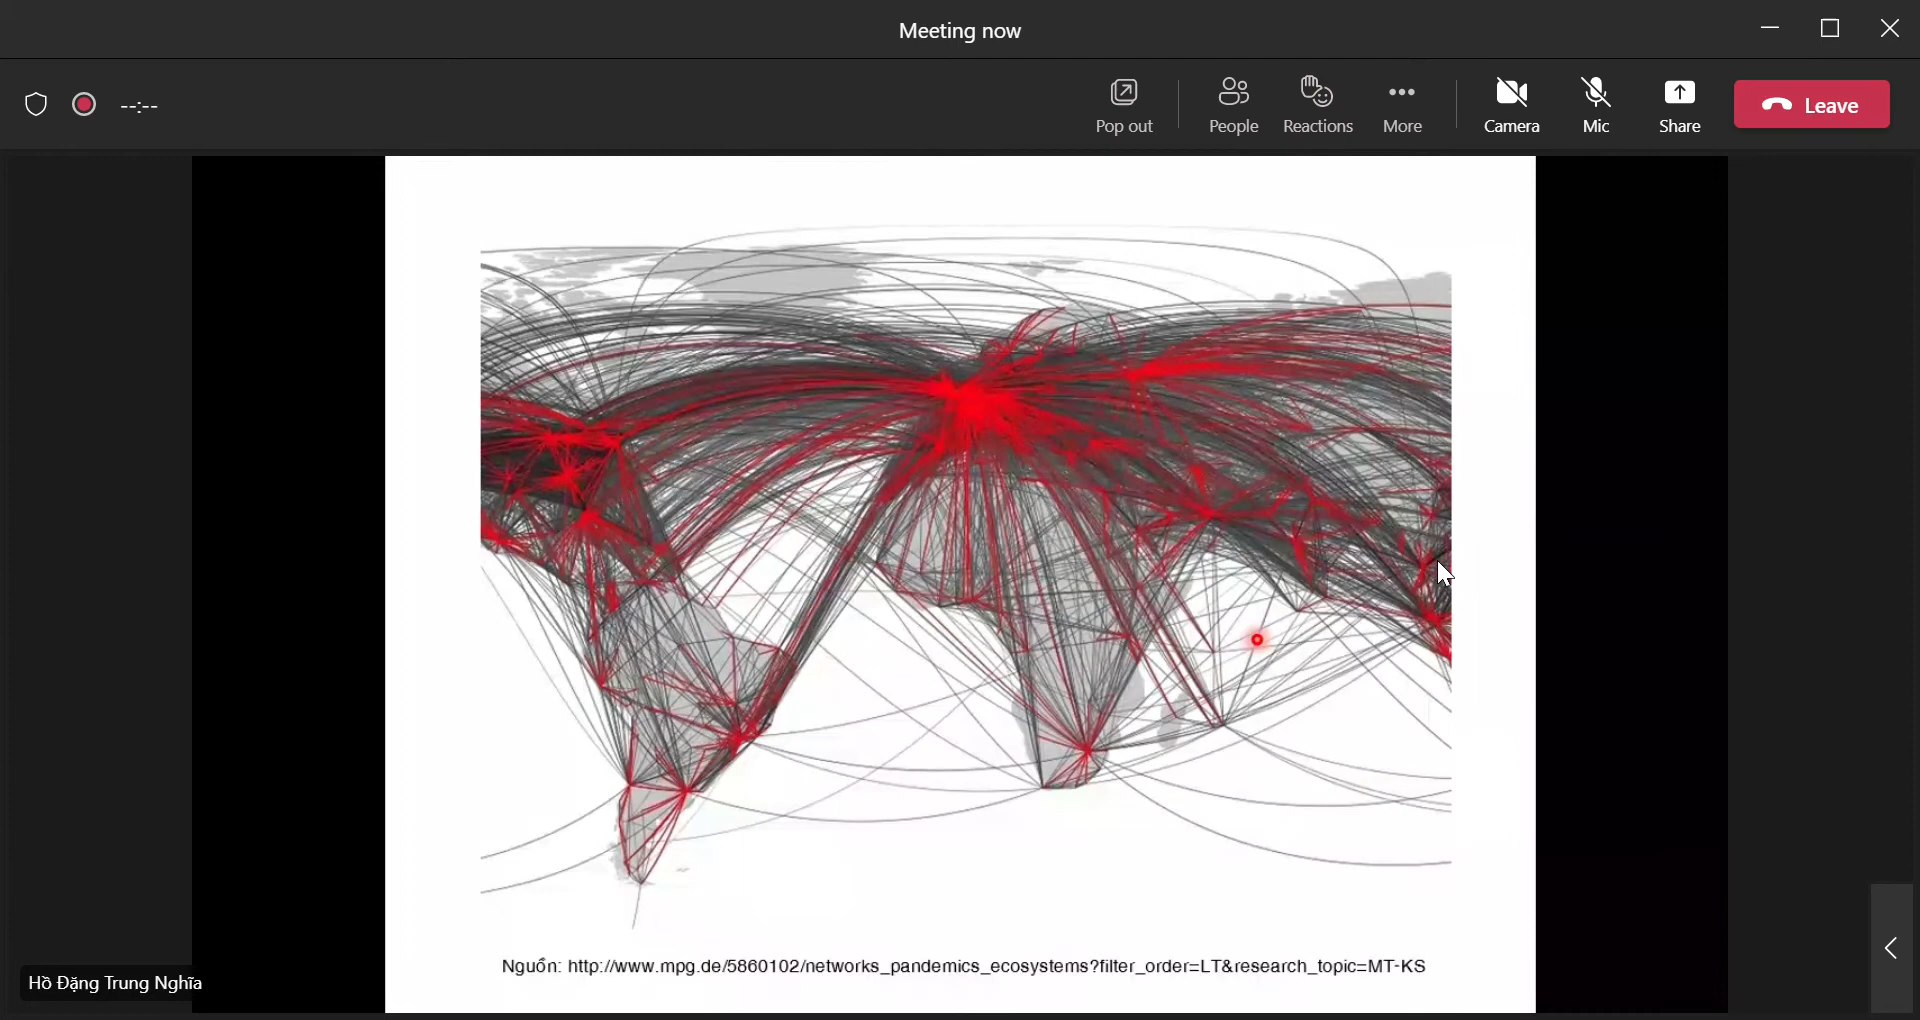 Meeting now
--:--
Pop out
People
Reactions
More
Camera
Mic
Share
Leave
Nguồn: http://www.mpg.de/5860102/networks_pandemics_ecosystems?filter_order=LT&research_topic=MT-KS
Hồ Đặng Trung Nghĩa